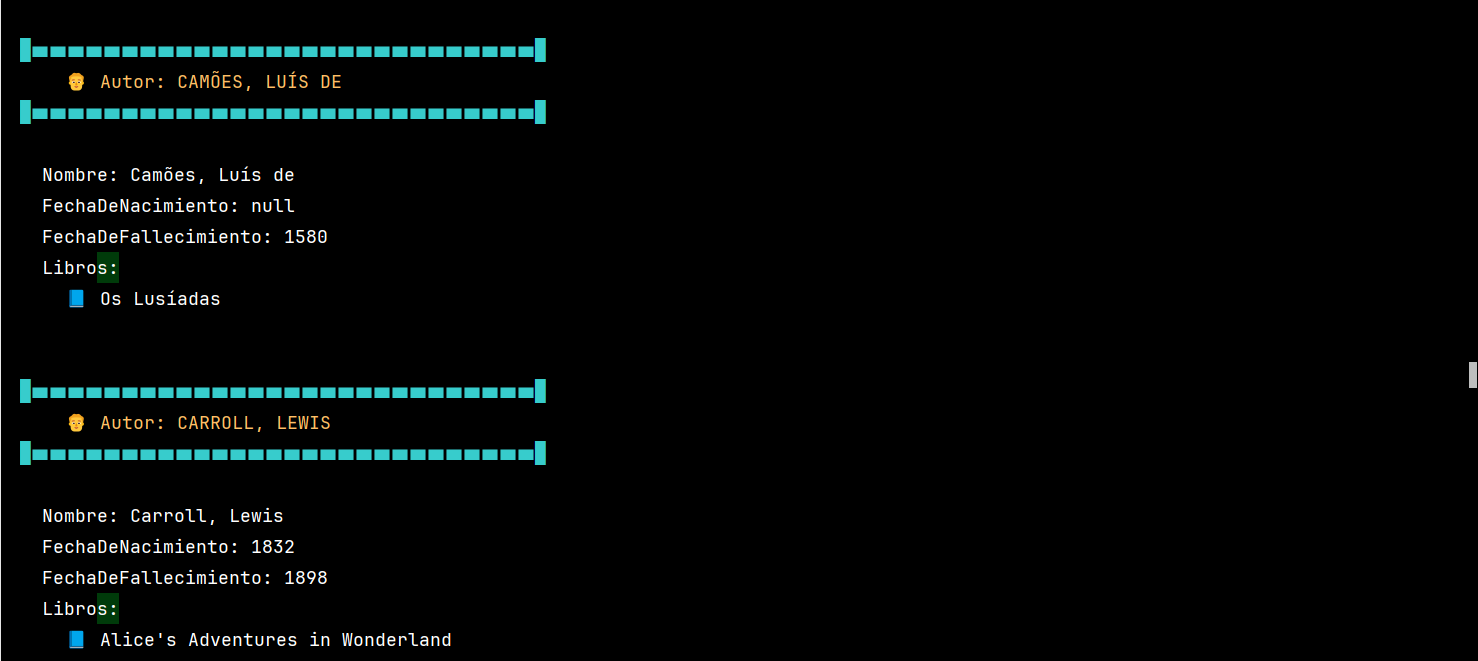 Autor: CAMÕES, LUÍS DE
Nombre: Camões, Luís de
FechaDeNacimiento: null
FechaDeFallecimiento: 1580
Libros:
Os Lusíadas
Autor: CARROLL, LEWIS
Nombre: Carroll, Lewis
FechaDeNacimiento: 1832
FechaDeFallecimiento: 1898
Libros:
Alice's Adventures in Wonderland